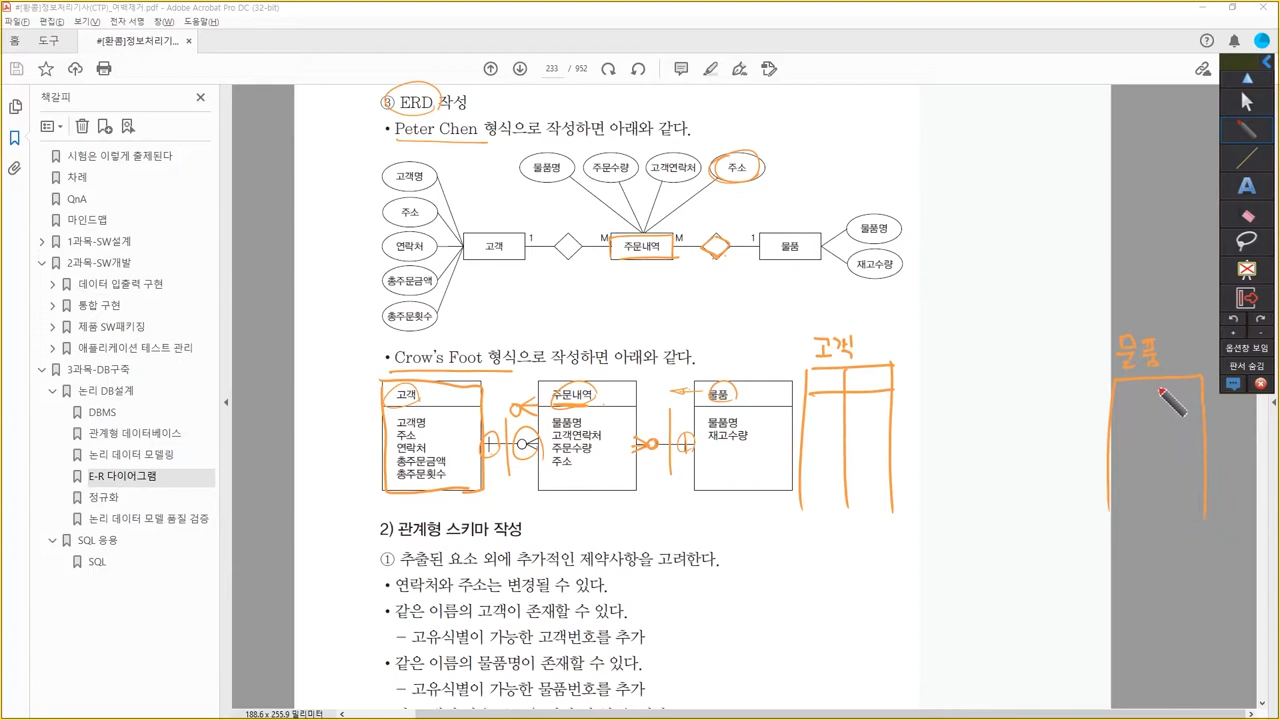 #[환콤]정보처리기사(CTP)_여백제거.pdf - Adobe Acrobat Pro DC (32-bit)
파일(F) 편집(E) 보기(V) 전자 서명 창(W) 도움말(H)
홈 도구 #[환콤]정보처리기... ×
233 / 952
책갈피
시험은 이렇게 출제된다
차례
QnA
마인드맵
1과목-SW설계
2과목-SW개발
데이터 입출력 구현
통합 구현
제품 SW패키징
애플리케이션 테스트 관리
3과목-DB구축
논리 DB설계
DBMS
관계형 데이터베이스
논리 데이터 모델링
E-R 다이어그램
정규화
논리 데이터 모델 품질 검증
SQL 응용
SQL
③ ERD 작성
• Peter Chen 형식으로 작성하면 아래와 같다.
고객명
주소
연락처
총주문금액
총주문횟수
물품명 주문수량 고객연락처 주소
고객 1 M 주문내역 M 1 물품
물품명
재고수량
• Crow's Foot 형식으로 작성하면 아래와 같다.
고객
고객명
주소
연락처
총주문금액
총주문횟수
주문내역
물품명
고객연락처
주문수량
주소
물품
물품명
재고수량
고객
물품
2) 관계형 스키마 작성
① 추출된 요소 외에 추가적인 제약사항을 고려한다.
• 연락처와 주소는 변경될 수 있다.
• 같은 이름의 고객이 존재할 수 있다.
– 고유식별이 가능한 고객번호를 추가
• 같은 이름의 물품명이 존재할 수 있다.
– 고유식별이 가능한 물품번호를 추가
188.6 x 255.9 밀리미터
옵션창 보임
판서 숨김